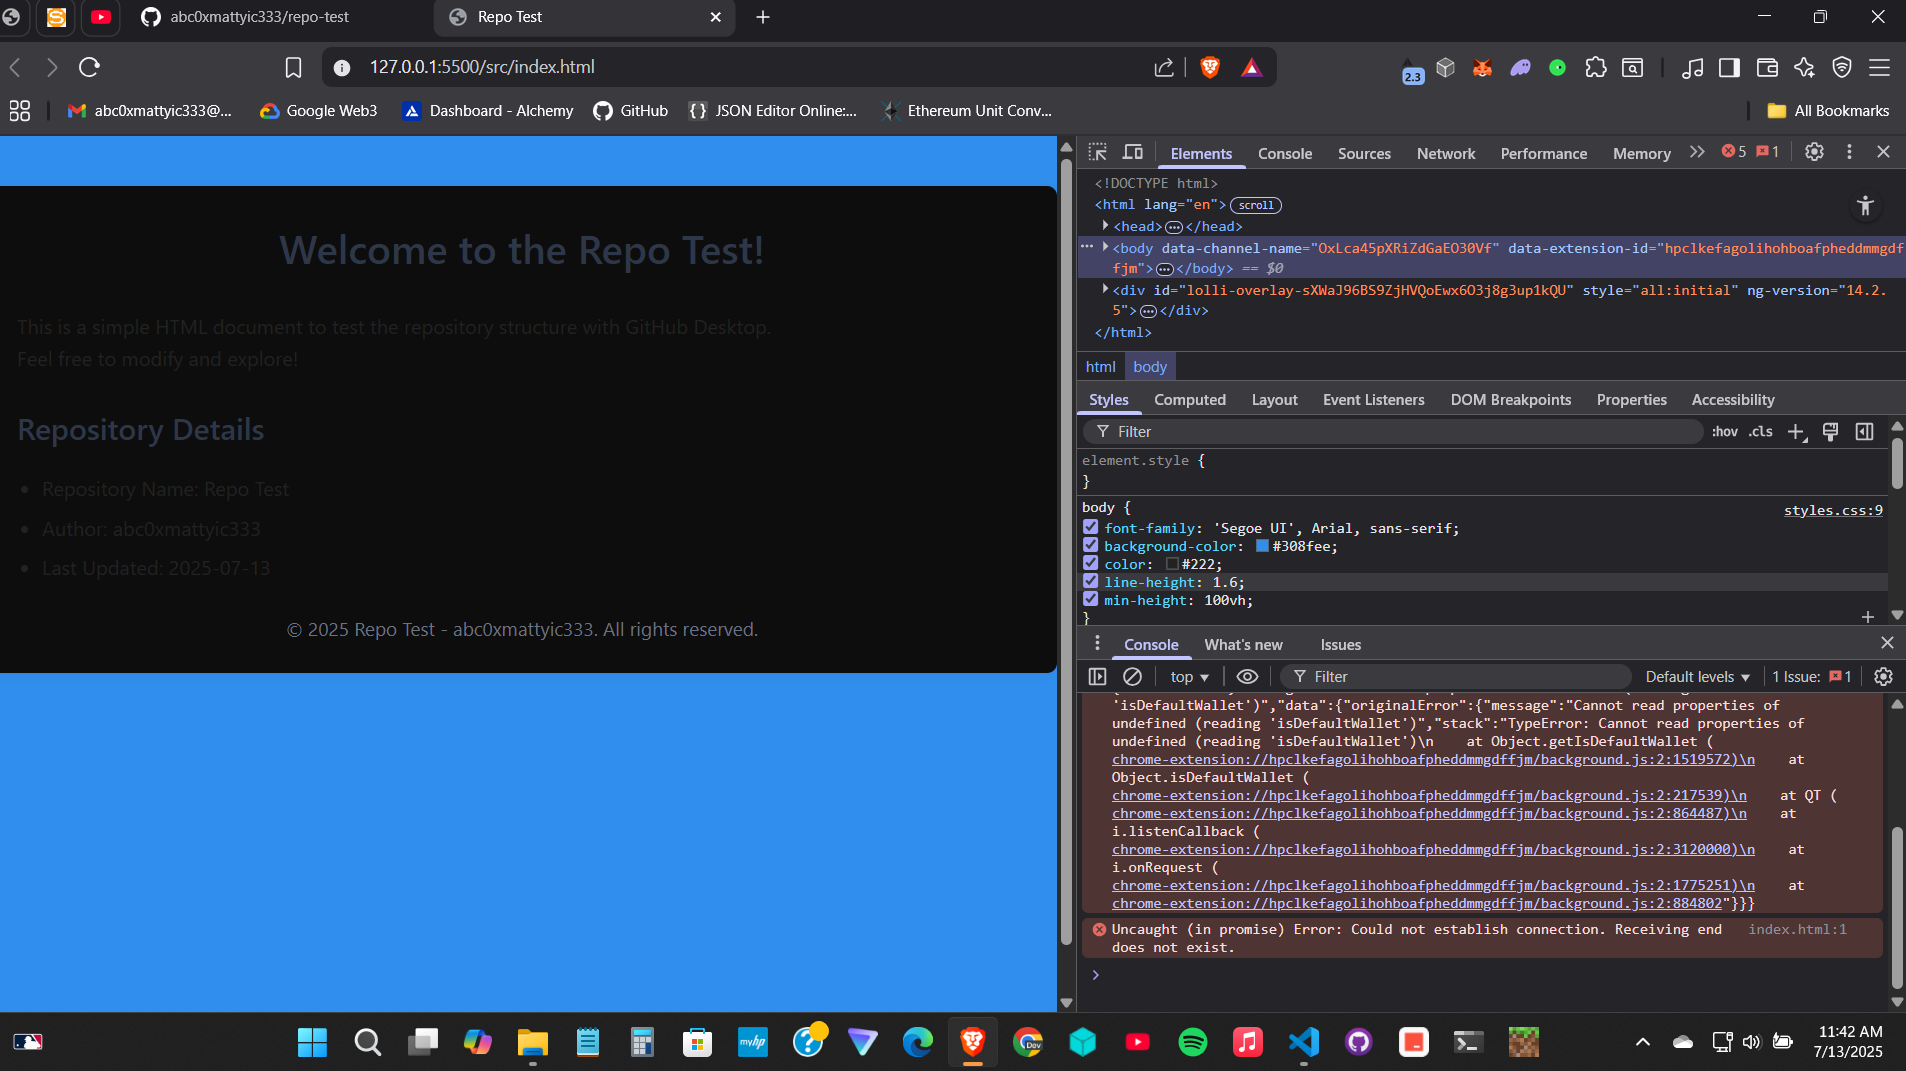 abc0xmattyic333/repo-test
Repo Test
127.0.0.1:5500/src/index.html
2.3
abc0xmattyic333@...
Google Web3
Dashboard - Alchemy
GitHub
JSON Editor Online:...
Ethereum Unit Conv...
All Bookmarks
Welcome to the Repo Test!
This is a simple HTML document to test the repository structure with GitHub Desktop.
Feel free to modify and explore!
Repository Details
• Repository Name: Repo Test
• Author: abc0xmattyic333
• Last Updated: 2025-07-13
© 2025 Repo Test - abc0xmattyic333. All rights reserved.
Elements Console Sources Network Performance Memory 5 1
<!DOCTYPE html>
<html lang="en"> scroll
<head> ••• </head>
••• <body data-channel-name="OxLca45pXRiZdGaEO30Vf" data-extension-id="hpclkefagolihohboafpheddmmgdf
fjm"> ••• </body> == $0
<div id="lolli-overlay-sXWaJ96BS9ZjHVQoEwx6O3j8g3up1kQU" style="all:initial" ng-version="14.2.
5"> ••• </div>
</html>
html body
Styles Computed Layout Event Listeners DOM Breakpoints Properties Accessibility
Filter :hov .cls
element.style {
}
body { styles.css:9
font-family: 'Segoe UI', Arial, sans-serif;
background-color: #308fee;
color: #222;
line-height: 1.6;
min-height: 100vh;
}
Console What's new Issues
top Filter Default levels 1 Issue: 1
'isDefaultWallet')","data":{"originalError":{"message":"Cannot read properties of
undefined (reading 'isDefaultWallet')","stack":"TypeError: Cannot read properties of
undefined (reading 'isDefaultWallet')\n at Object.getIsDefaultWallet (
chrome-extension://hpclkefagolihohboafpheddmmgdffjm/background.js:2:1519572)\n at
Object.isDefaultWallet (
chrome-extension://hpclkefagolihohboafpheddmmgdffjm/background.js:2:217539)\n at QT (
chrome-extension://hpclkefagolihohboafpheddmmgdffjm/background.js:2:864487)\n at
i.listenCallback (
chrome-extension://hpclkefagolihohboafpheddmmgdffjm/background.js:2:3120000)\n at
i.onRequest (
chrome-extension://hpclkefagolihohboafpheddmmgdffjm/background.js:2:1775251)\n at
chrome-extension://hpclkefagolihohboafpheddmmgdffjm/background.js:2:884802"}}}
Uncaught (in promise) Error: Could not establish connection. Receiving end index.html:1
does not exist.
myhp
Dev
11:42 AM
7/13/2025